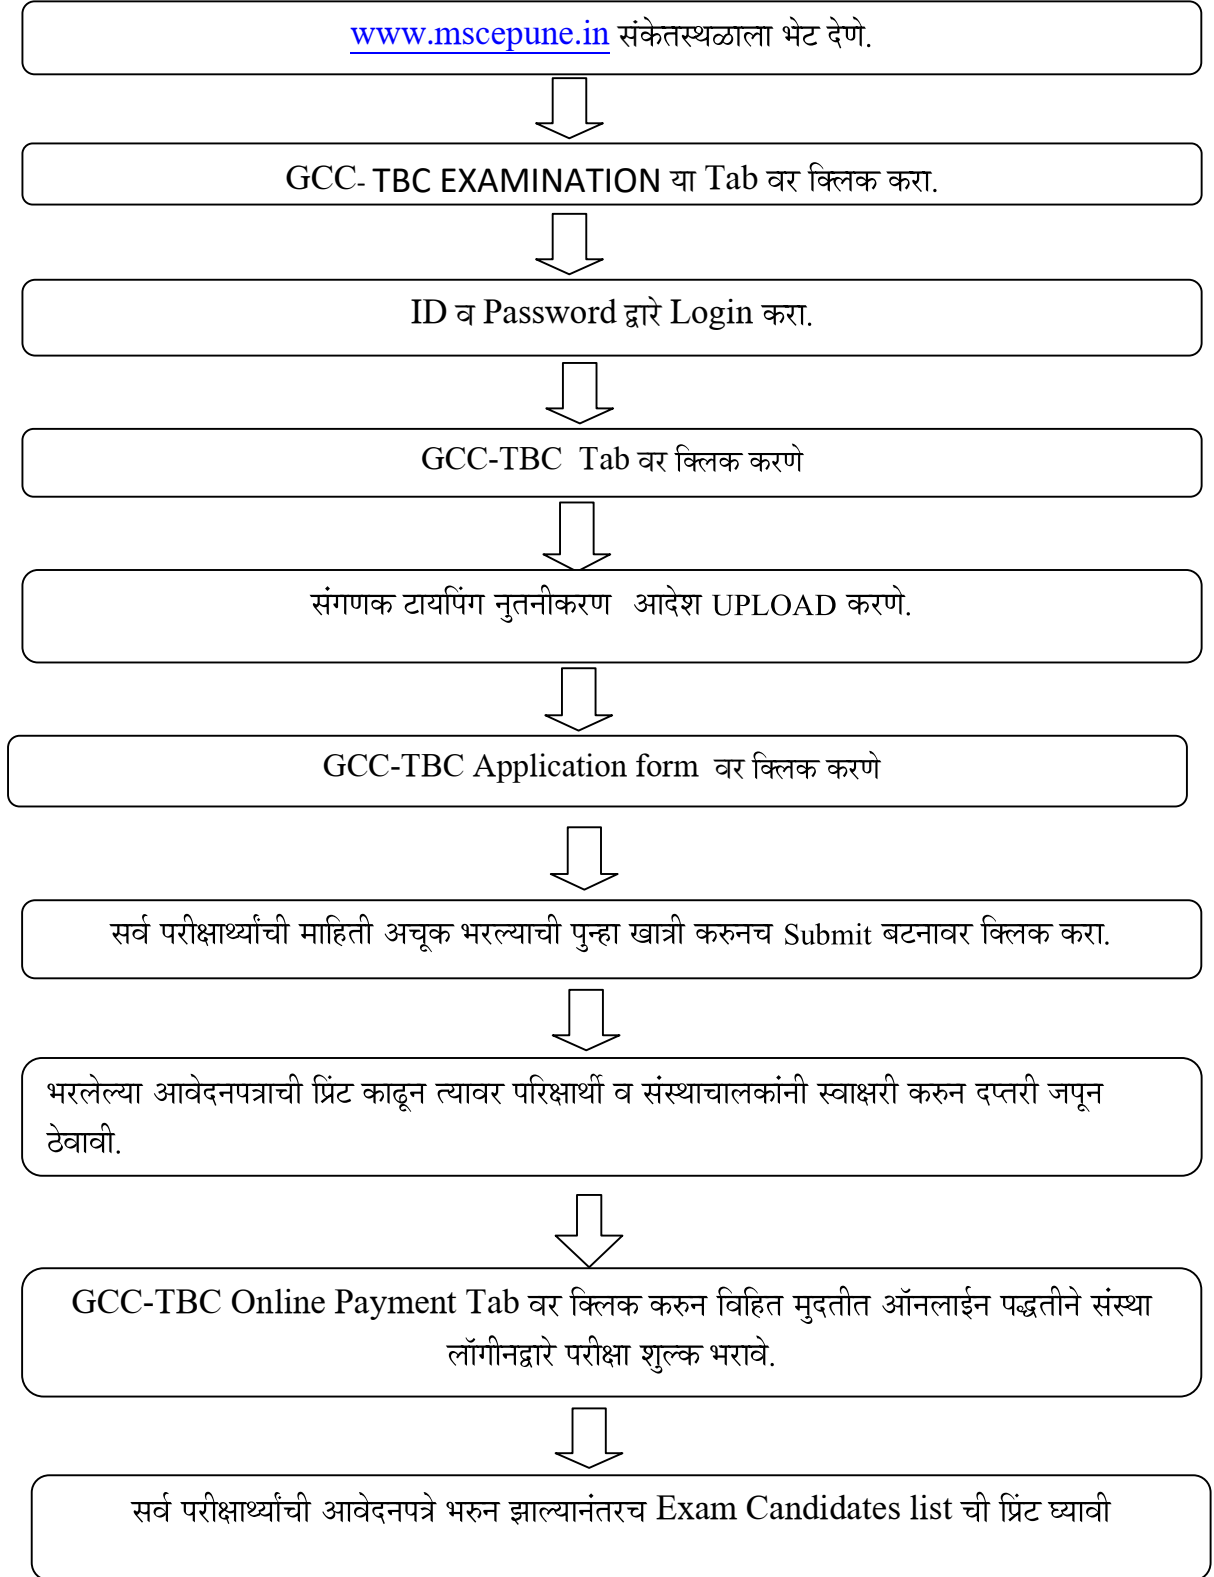 www.mscepune.in संकेतस्थळाला भेट देणे.
GCC- TBC EXAMINATION या Tab वर क्लिक करा.
ID व Password द्वारे Login करा.
GCC-TBC Tab वर क्लिक करणे
संगणक टायपिंग नुतनीकरण आदेश UPLOAD करणे.
GCC-TBC Application form वर क्लिक करणे
सर्व परीक्षार्थ्यांची माहिती अचूक भरल्याची पुन्हा खात्री करुनच Submit बटनावर क्लिक करा.
भरलेल्या आवेदनपत्राची प्रिंट काढून त्यावर परिक्षार्थी व संस्थाचालकांनी स्वाक्षरी करुन दप्तरी जपून
ठेवावी.
GCC-TBC Online Payment Tab वर क्लिक करुन विहित मुदतीत ऑनलाईन पद्धतीने संस्था
लॉगीनद्वारे परीक्षा शुल्क भरावे.
सर्व परीक्षार्थ्यांची आवेदनपत्रे भरुन झाल्यानंतरच Exam Candidates list ची प्रिंट घ्यावी